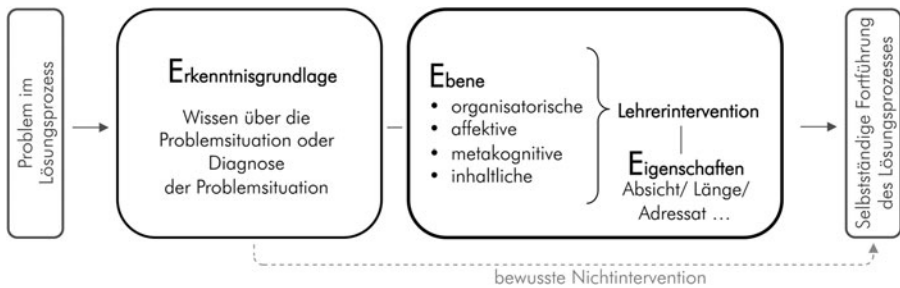 Problem im
Lösungsprozess
Erkenntnisgrundlage
Wissen über die
Problemsituation oder
Diagnose
der Problemsituation
Ebene
• organisatorische
• affektive
• metakognitive
• inhaltliche
Lehrerintervention
Eigenschaften
Absicht/ Länge/
Adressat ...
Selbstständige Fortführung
des Lösungsprozesses
bewusste Nichtintervention